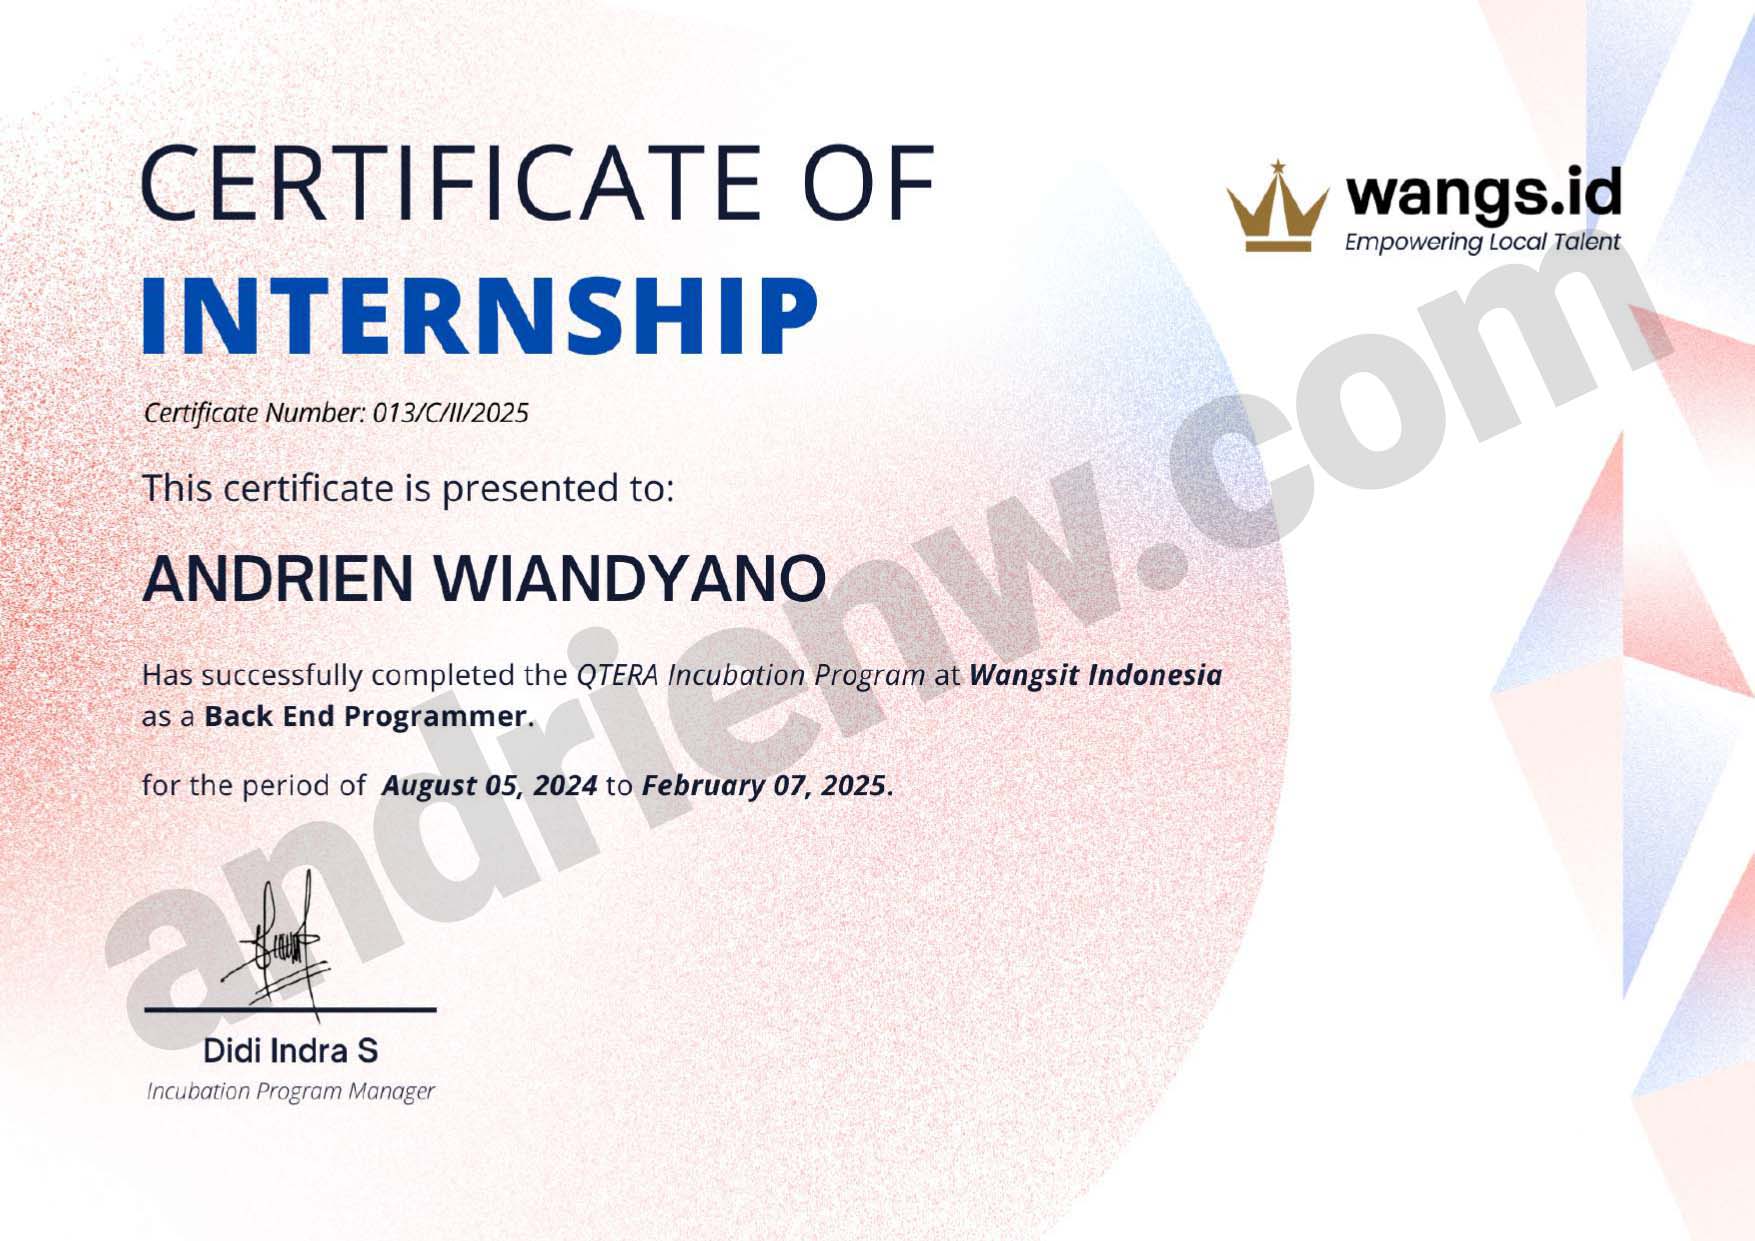 CERTIFICATE OF
INTERNSHIP
wangs.id
Empowering Local Talent
Certificate Number: 013/C/II/2025
This certificate is presented to:
ANDRIEN WIANDYANO
Has successfully completed the QTERA Incubation Program at Wangsit Indonesia
as a Back End Programmer.
for the period of August 05, 2024 to February 07, 2025.
Didi Indra S
Incubation Program Manager
andrienw.com